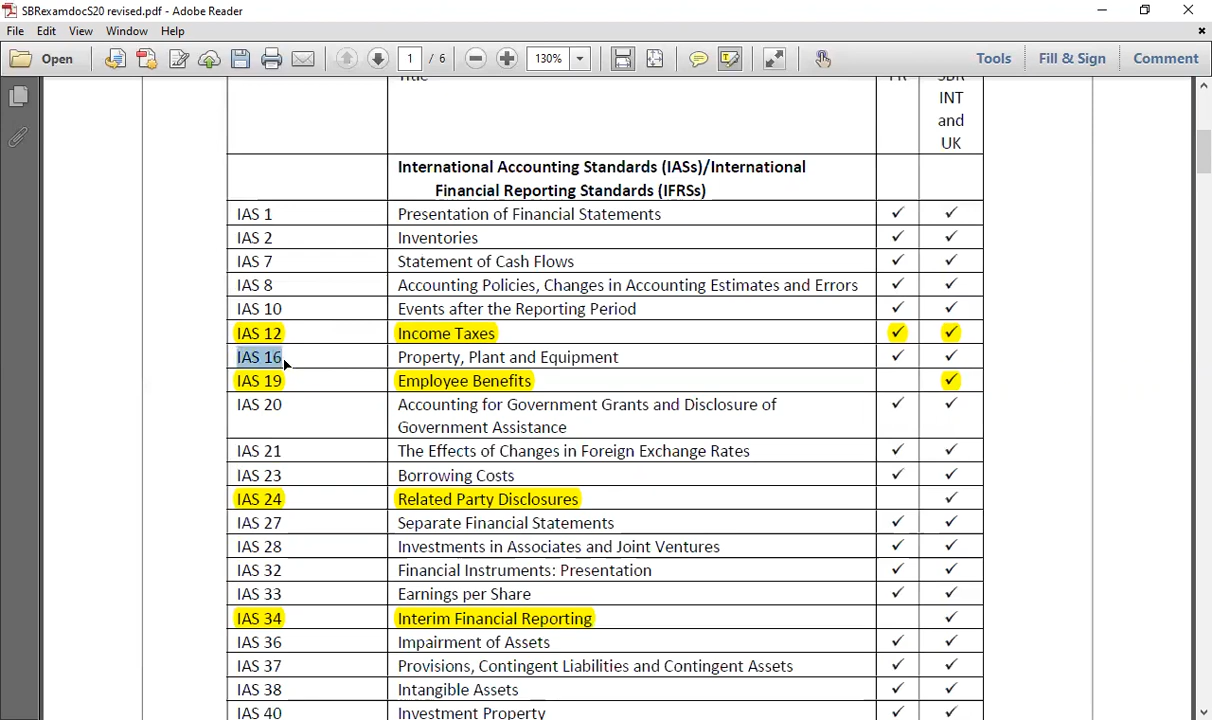 SBRexamdocS20 revised.pdf - Adobe Reader
File Edit View Window Help
Open 1 / 6 130% Tools Fill & Sign Comment
Title FR SBR
INT
and
UK
International Accounting Standards (IASs)/International
Financial Reporting Standards (IFRSs)
IAS 1 Presentation of Financial Statements ✓ ✓
IAS 2 Inventories ✓ ✓
IAS 7 Statement of Cash Flows ✓ ✓
IAS 8 Accounting Policies, Changes in Accounting Estimates and Errors ✓ ✓
IAS 10 Events after the Reporting Period ✓ ✓
IAS 12 Income Taxes ✓ ✓
IAS 16 Property, Plant and Equipment ✓ ✓
IAS 19 Employee Benefits ✓
IAS 20 Accounting for Government Grants and Disclosure of ✓ ✓
Government Assistance
IAS 21 The Effects of Changes in Foreign Exchange Rates ✓ ✓
IAS 23 Borrowing Costs ✓ ✓
IAS 24 Related Party Disclosures ✓
IAS 27 Separate Financial Statements ✓ ✓
IAS 28 Investments in Associates and Joint Ventures ✓ ✓
IAS 32 Financial Instruments: Presentation ✓ ✓
IAS 33 Earnings per Share ✓ ✓
IAS 34 Interim Financial Reporting ✓
IAS 36 Impairment of Assets ✓ ✓
IAS 37 Provisions, Contingent Liabilities and Contingent Assets ✓ ✓
IAS 38 Intangible Assets ✓ ✓
IAS 40 Investment Property ✓ ✓